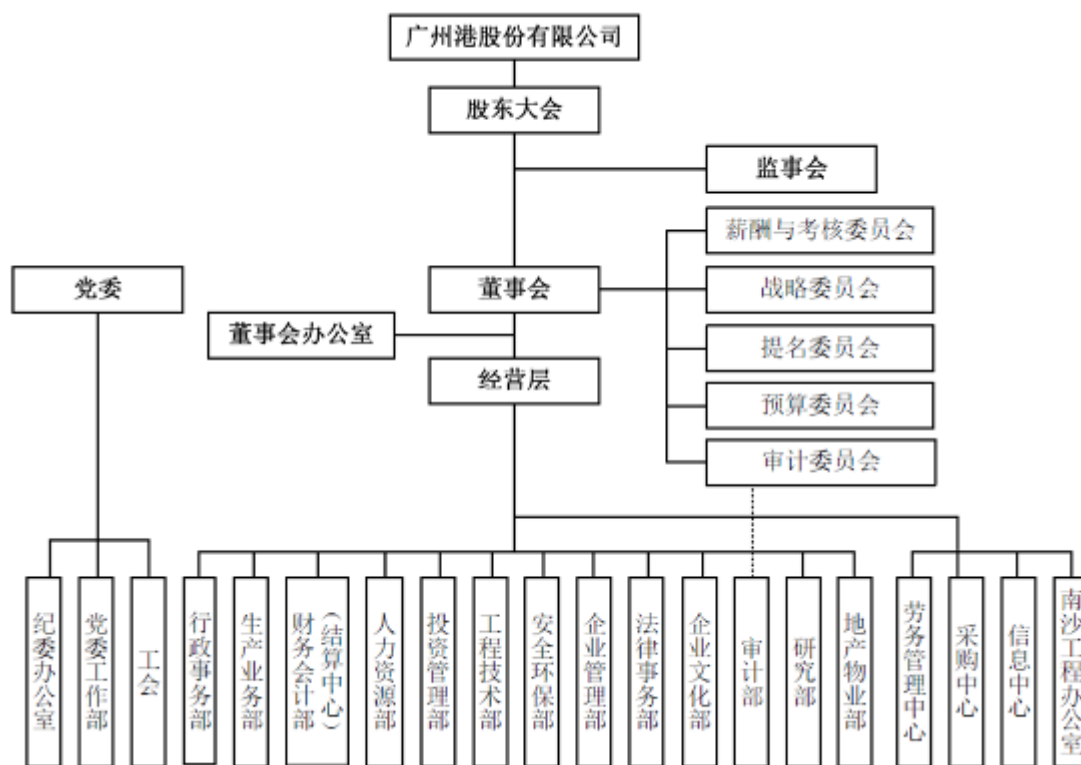 广州港股份有限公司
股东大会
监事会
薪酬与考核委员会
党委
董事会
战略委员会
董事会办公室
提名委员会
经营层
预算委员会
审计委员会
纪委办公室
党委工作部
工会
行政事务部
生产业务部
财务会计部
（结算中心）
人力资源部
投资管理部
工程技术部
安全环保部
企业管理部
法律事务部
企业文化部
审计部
研究部
地产物业部
劳务管理中心
采购中心
信息中心
南沙工程办公室